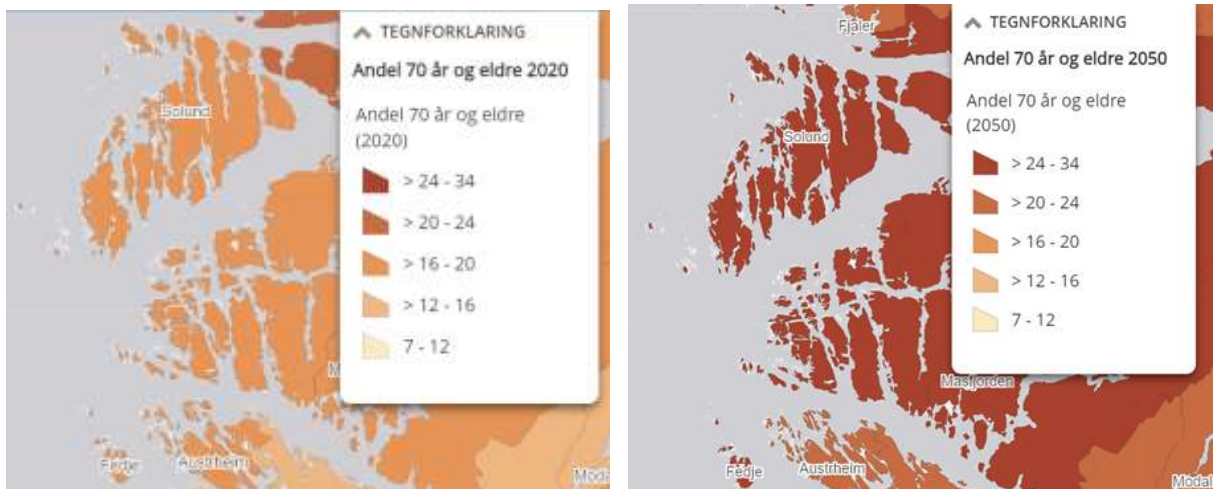 TEGNFORKLARING
Andel 70 år og eldre 2020
Andel 70 år og eldre
(2020)
> 24 - 34
> 20 - 24
> 16 - 20
> 12 - 16
7 - 12
Solund
Fedje
Austrheim
Fjaler
TEGNFORKLARING
Andel 70 år og eldre 2050
Andel 70 år og eldre
(2050)
> 24 - 34
> 20 - 24
> 16 - 20
> 12 - 16
7 - 12
Solund
Masfjorden
Fedje
Austrheim
Modal